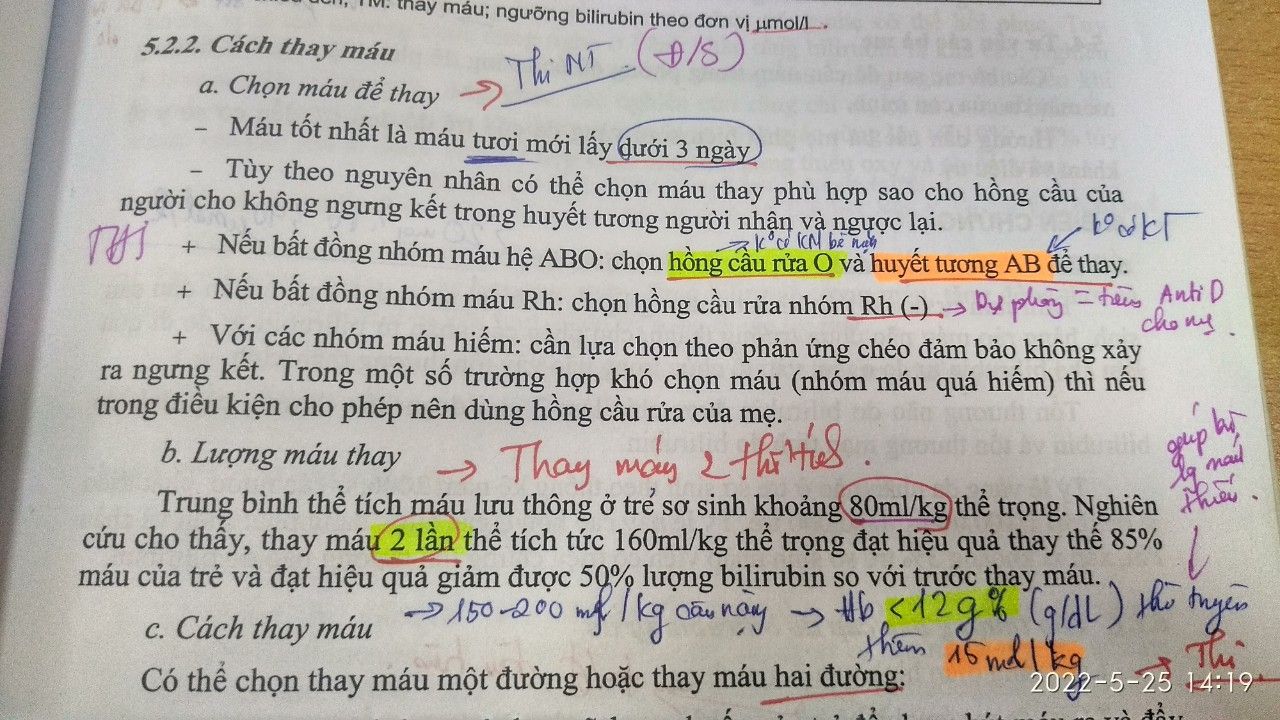 thay máu; ngưỡng bilirubin theo đơn vị µmol/l.
5.2.2. Cách thay máu
Thi NT (Đ/S)
a. Chọn máu để thay →
– Máu tốt nhất là máu tươi mới lấy dưới 3 ngày
– Tùy theo nguyên nhân có thể chọn máu thay phù hợp sao cho hồng cầu của
người cho không ngưng kết trong huyết tương người nhận và ngược lại.
k° có KT
+ Nếu bất đồng nhóm máu hệ ABO: chọn hồng cầu rửa O và huyết tương AB để thay.
+ Nếu bất đồng nhóm máu Rh: chọn hồng cầu rửa nhóm Rh (-) → Dự phòng = tiêm Anti D
cho mẹ.
+ Với các nhóm máu hiếm: cần lựa chọn theo phản ứng chéo đảm bảo không xảy
ra ngưng kết. Trong một số trường hợp khó chọn máu (nhóm máu quá hiếm) thì nếu
trong điều kiện cho phép nên dùng hồng cầu rửa của mẹ.
b. Lượng máu thay → Thay máu 2 thể tích.
giúp bù
lg máu
thiếu.
Trung bình thể tích máu lưu thông ở trẻ sơ sinh khoảng 80ml/kg thể trọng. Nghiên
cứu cho thấy, thay máu 2 lần thể tích tức 160ml/kg thể trọng đạt hiệu quả thay thế 85%
máu của trẻ và đạt hiệu quả giảm được 50% lượng bilirubin so với trước thay máu.
→ 150-200 ml/kg cân nặng → Hb <12g% (g/dL) thì truyền
c. Cách thay máu
thêm 15 ml/kg
→ Thi
Có thể chọn thay máu một đường hoặc thay máu hai đường:
2022-5-25 14:19